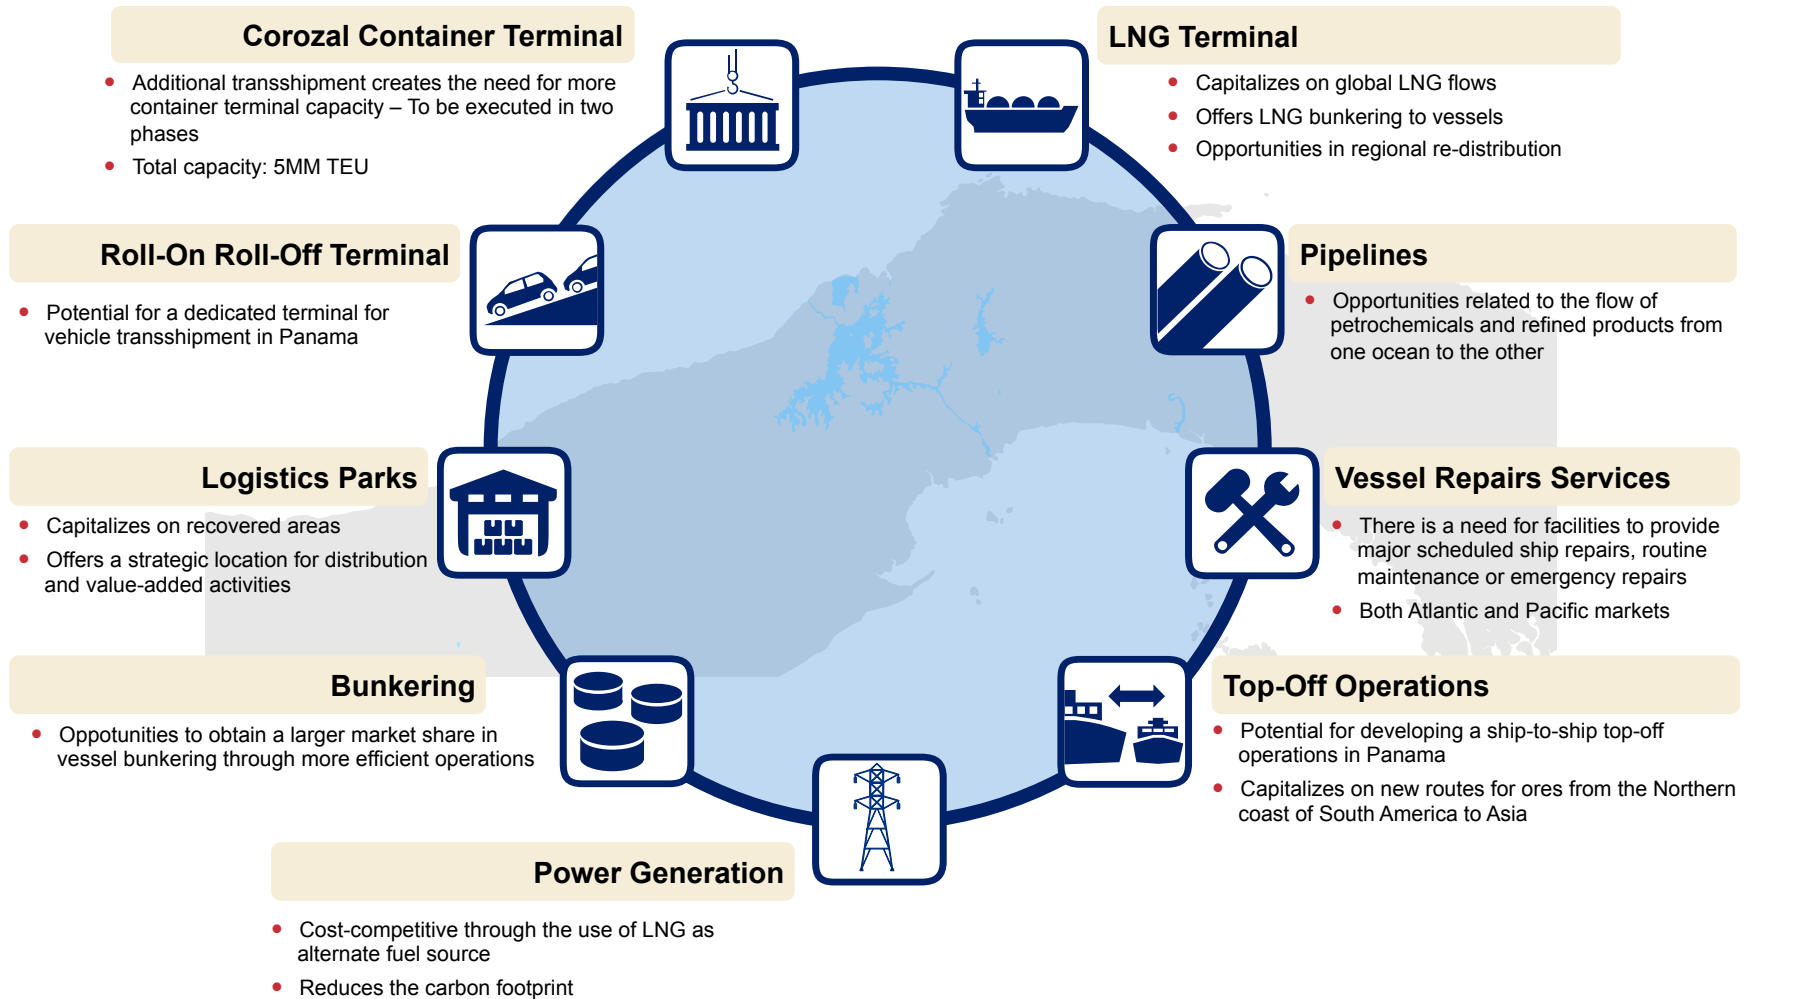 Corozal Container Terminal
• Additional transshipment creates the need for more
container terminal capacity – To be executed in two
phases
• Total capacity: 5MM TEU
LNG Terminal
• Capitalizes on global LNG flows
• Offers LNG bunkering to vessels
• Opportunities in regional re-distribution
Roll-On Roll-Off Terminal
• Potential for a dedicated terminal for
vehicle transshipment in Panama
Pipelines
• Opportunities related to the flow of
petrochemicals and refined products from
one ocean to the other
Logistics Parks
• Capitalizes on recovered areas
• Offers a strategic location for distribution
and value-added activities
Vessel Repairs Services
• There is a need for facilities to provide
major scheduled ship repairs, routine
maintenance or emergency repairs
• Both Atlantic and Pacific markets
Bunkering
• Oppotunities to obtain a larger market share in
vessel bunkering through more efficient operations
Top-Off Operations
• Potential for developing a ship-to-ship top-off
operations in Panama
• Capitalizes on new routes for ores from the Northern
coast of South America to Asia
Power Generation
• Cost-competitive through the use of LNG as
alternate fuel source
• Reduces the carbon footprint